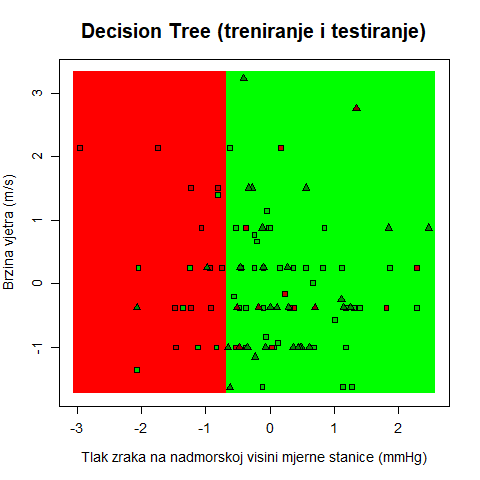 Decision Tree (treniranje i testiranje)
Brzina vjetra (m/s)
3
2
1
0
-1
-3 -2 -1 0 1 2
Tlak zraka na nadmorskoj visini mjerne stanice (mmHg)